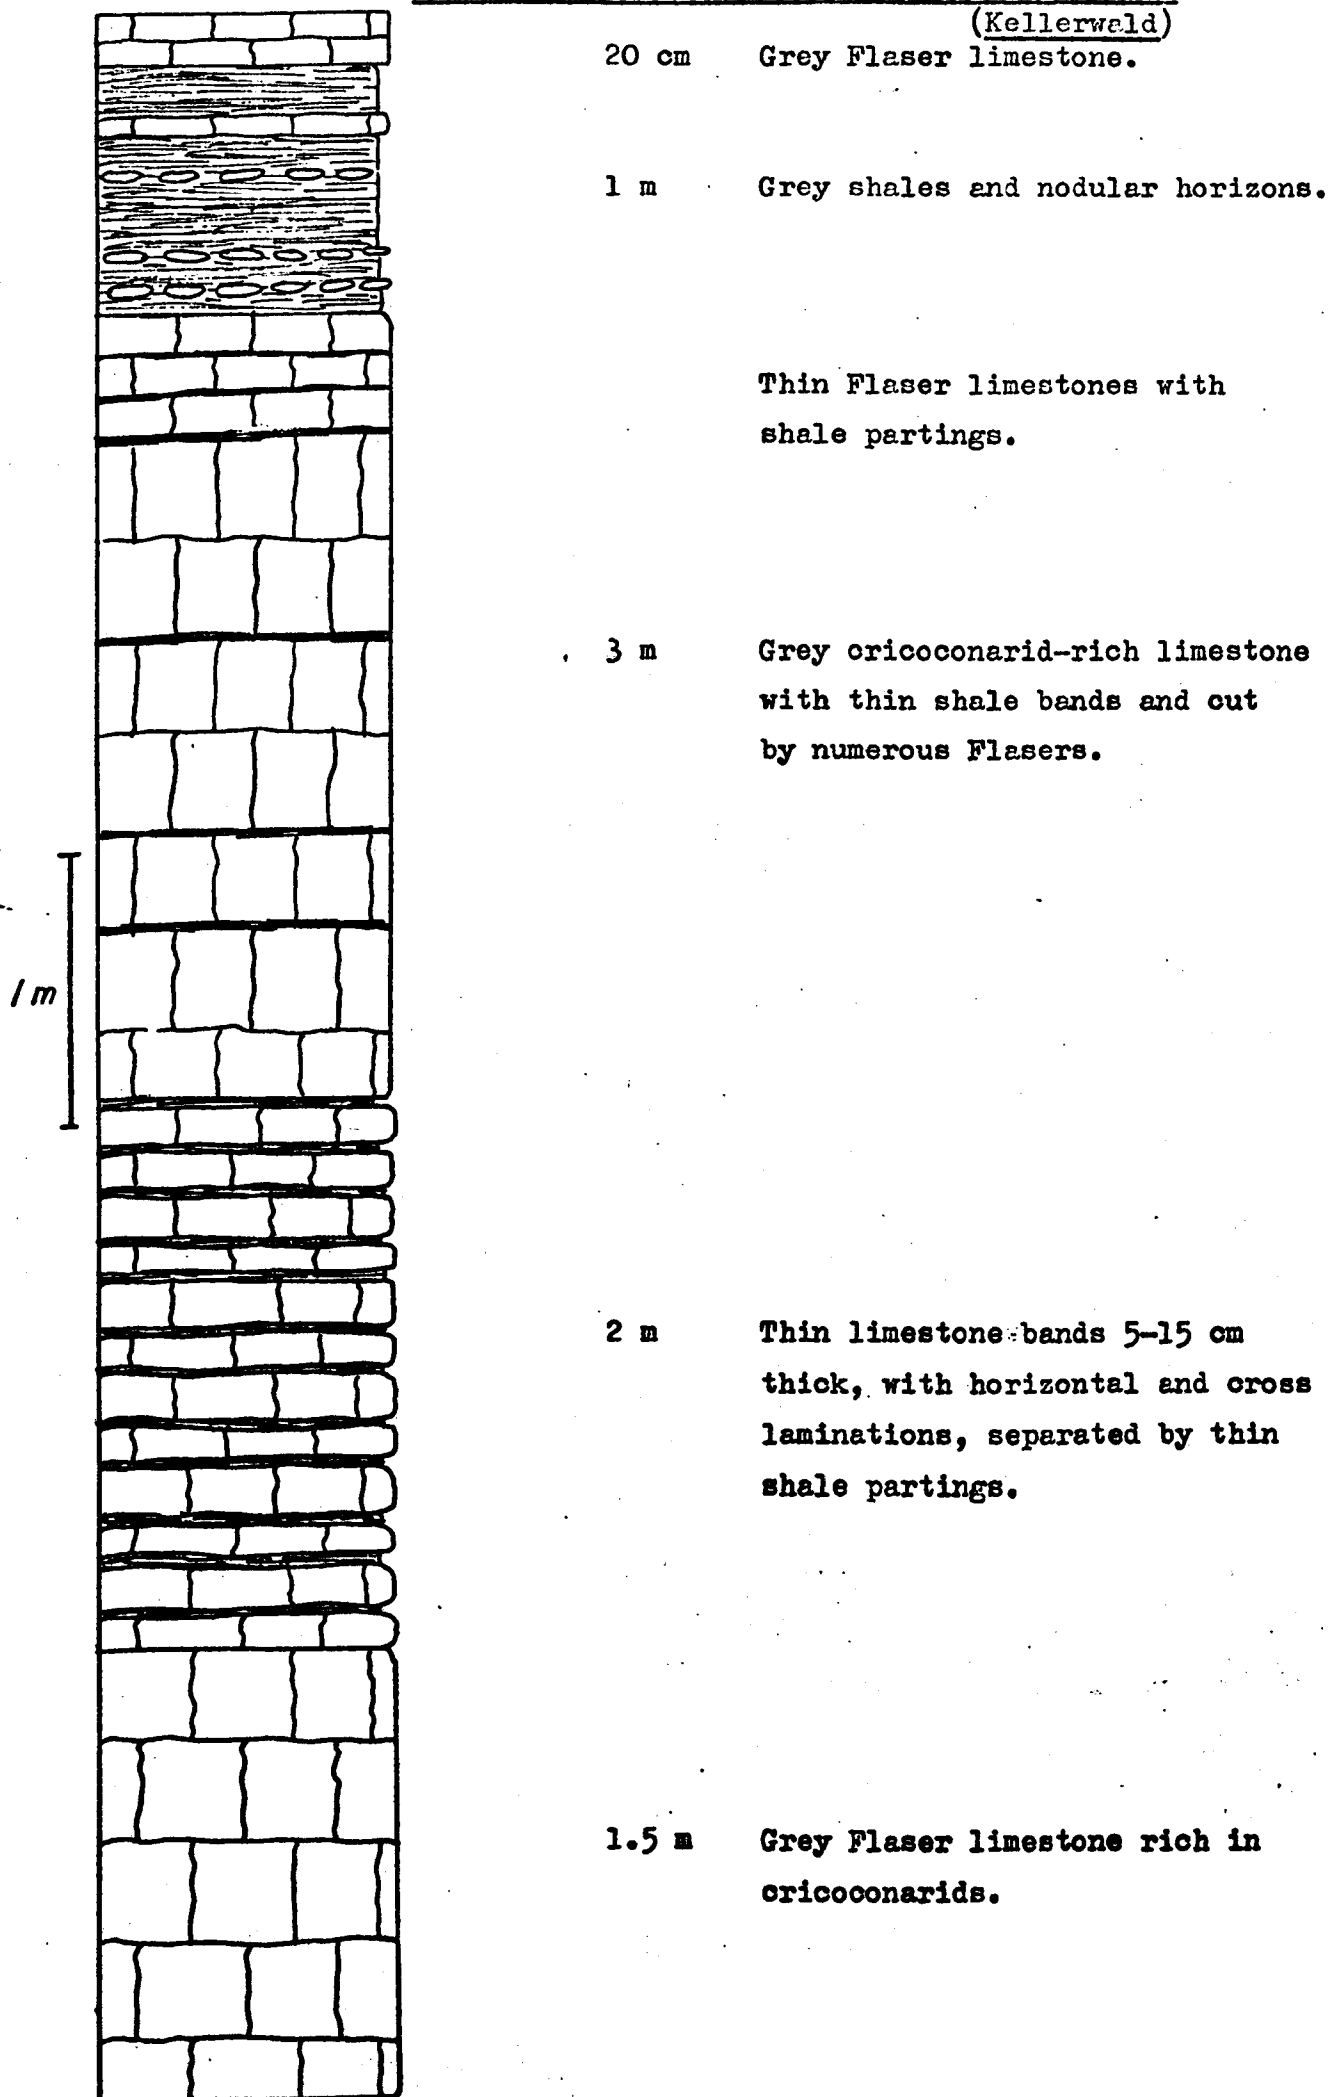 (Kellerwald)
20 cm Grey Flaser limestone.
1 m Grey shales and nodular horizons.
Thin Flaser limestones with
shale partings.
3 m Grey cricoconarid-rich limestone
with thin shale bands and cut
by numerous Flasers.
1 m
2 m Thin limestone bands 5-15 cm
thick, with horizontal and cross
laminations, separated by thin
shale partings.
1.5 m Grey Flaser limestone rich in
cricoconarids.